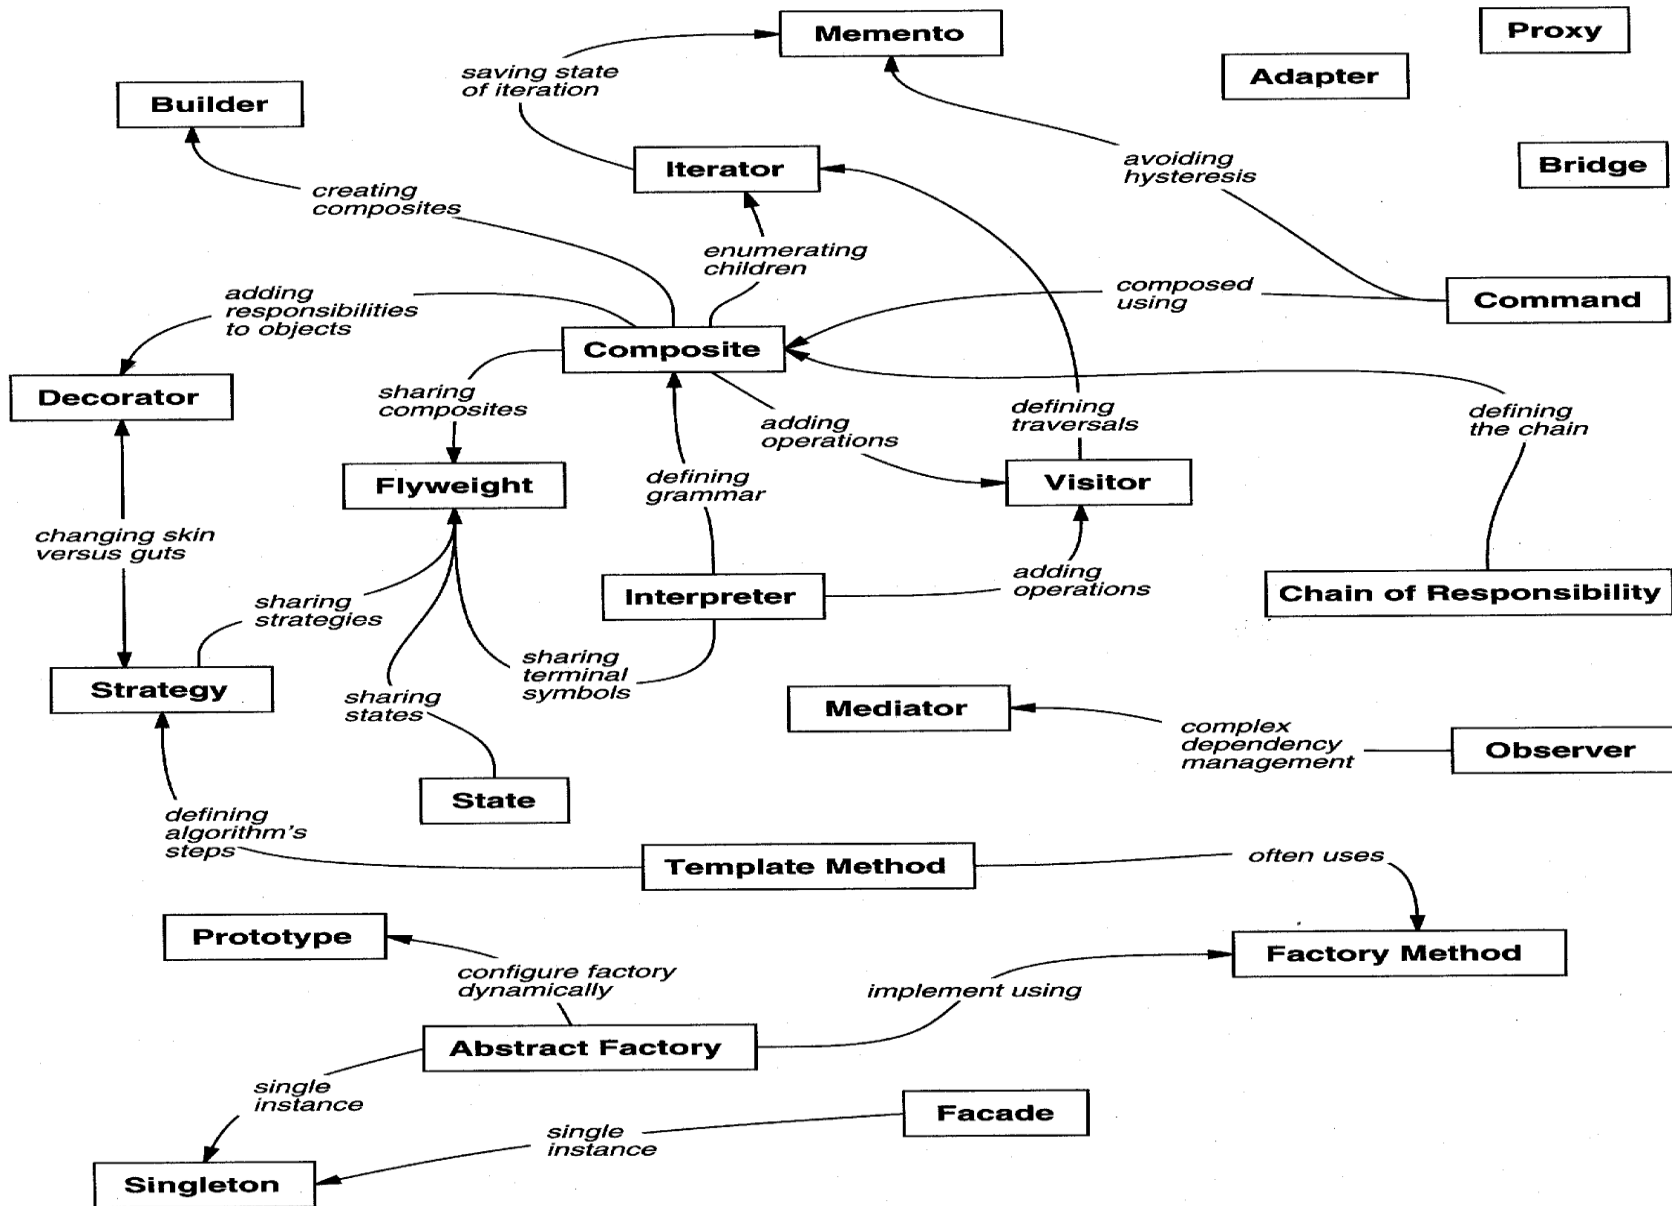 Memento
Proxy
Adapter
saving state
of iteration
Builder
Iterator
avoiding
hysteresis
Bridge
creating
composites
enumerating
children
composed
using
Command
adding
responsibilities
to objects
Composite
Decorator
sharing
composites
adding
operations
defining
traversals
defining
the chain
Flyweight
defining
grammar
Visitor
changing skin
versus guts
sharing
strategies
Interpreter
adding
operations
Chain of Responsibility
sharing
terminal
symbols
Strategy
sharing
states
Mediator
complex
dependency
management
Observer
State
defining
algorithm's
steps
Template Method
often uses
Prototype
configure factory
dynamically
implement using
Factory Method
Abstract Factory
single
instance
Facade
single
instance
Singleton